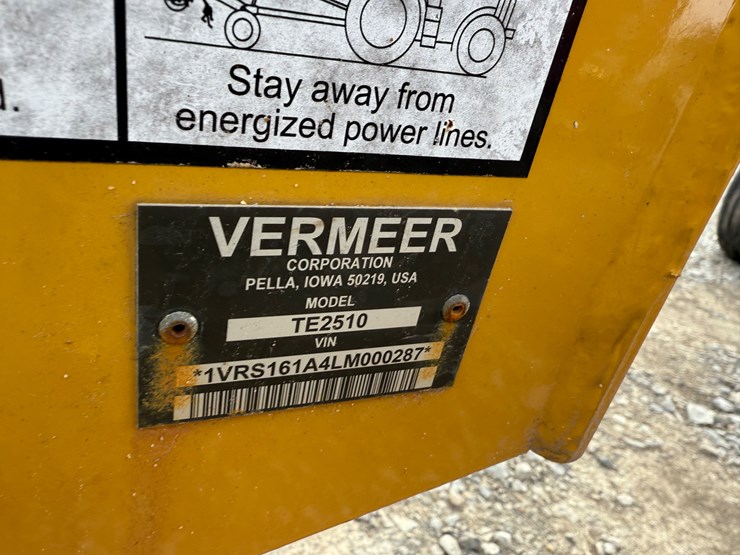 Stay away from
energized power lines.
VERMEER
CORPORATION
PELLA, IOWA 50219, USA
MODEL
TE2510
VIN
*1VRS161A4LM000287*